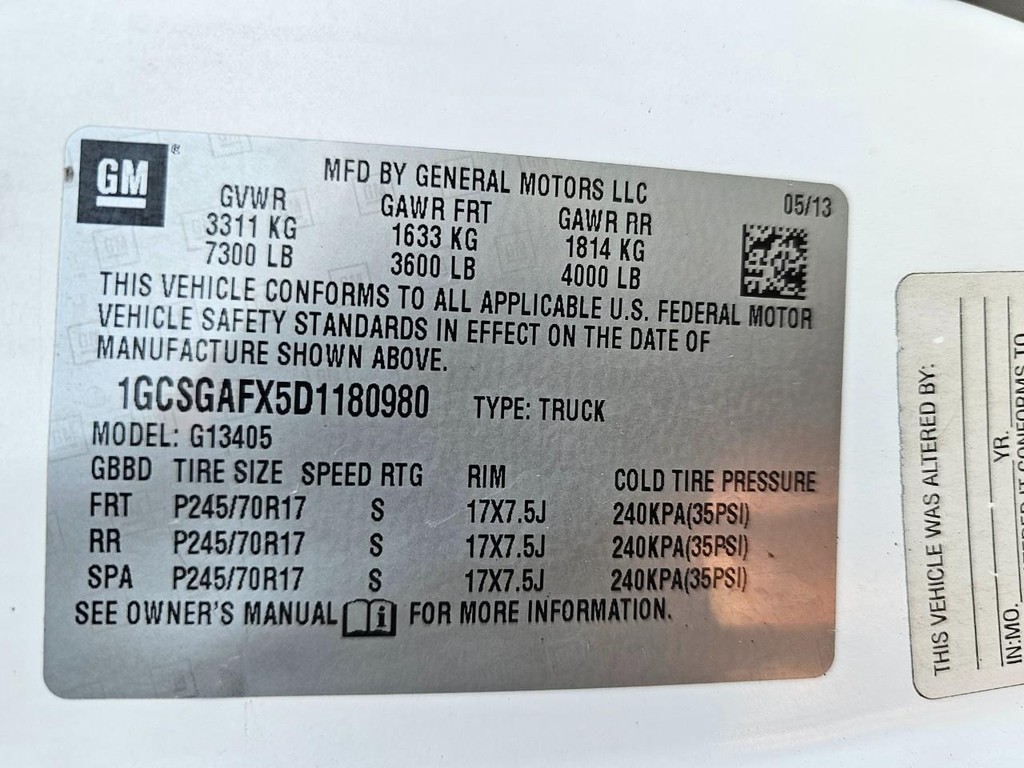 GM
MFD BY GENERAL MOTORS LLC
05/13
GVWR GAWR FRT GAWR RR
3311 KG 1633 KG 1814 KG
7300 LB 3600 LB 4000 LB
THIS VEHICLE CONFORMS TO ALL APPLICABLE U.S. FEDERAL MOTOR
VEHICLE SAFETY STANDARDS IN EFFECT ON THE DATE OF
MANUFACTURE SHOWN ABOVE.
1GCSGAFX5D1180980 TYPE: TRUCK
MODEL: G13405
GBBD TIRE SIZE SPEED RTG RIM COLD TIRE PRESSURE
FRT P245/70R17 S 17X7.5J 240KPA(35PSI)
RR P245/70R17 S 17X7.5J 240KPA(35PSI)
SPA P245/70R17 S 17X7.5J 240KPA(35PSI)
SEE OWNER'S MANUAL i FOR MORE INFORMATION.
THIS VEHICLE WAS ALTERED BY:
IN:MO. YR.
IT CONFORMS TO